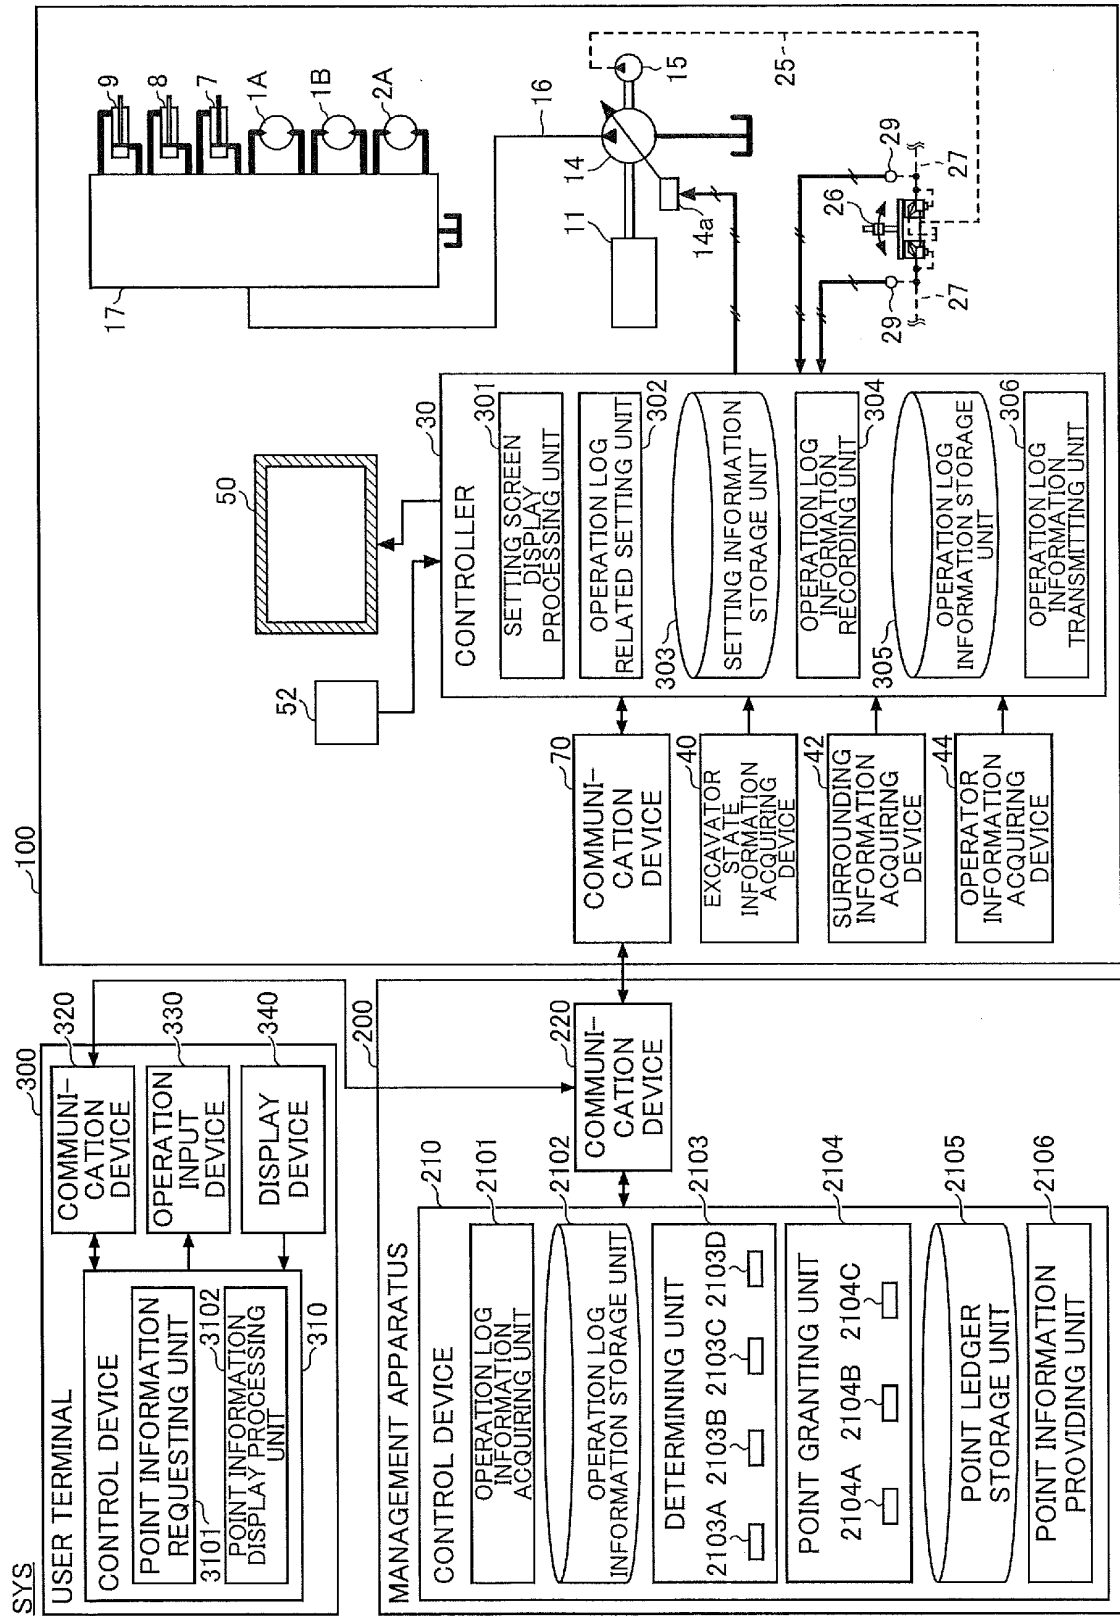 SYS
300
USER TERMINAL
CONTROL DEVICE
POINT INFORMATION
REQUESTING UNIT
3101
3102
POINT INFORMATION
DISPLAY PROCESSING
UNIT
310
COMMUNI-
CATION
DEVICE
320
OPERATION
INPUT
DEVICE
330
DISPLAY
DEVICE
340
200
MANAGEMENT APPARATUS
210
CONTROL DEVICE
OPERATION LOG
INFORMATION
ACQUIRING UNIT
2101
OPERATION LOG
INFORMATION STORAGE UNIT
2102
DETERMINING UNIT
2103
2103A 2103B 2103C 2103D
POINT GRANTING UNIT
2104
2104A 2104B 2104C
POINT LEDGER
STORAGE UNIT
2105
POINT INFORMATION
PROVIDING UNIT
2106
COMMUNI-
CATION
DEVICE
220
100
COMMUNI-
CATION
DEVICE
70
EXCAVATOR
STATE
INFORMATION
ACQUIRING
DEVICE
40
SURROUNDING
INFORMATION
ACQUIRING
DEVICE
42
OPERATOR
INFORMATION
ACQUIRING
DEVICE
44
52
50
30
CONTROLLER
SETTING SCREEN
DISPLAY
PROCESSING UNIT
301
OPERATION LOG
RELATED SETTING UNIT
302
303
SETTING INFORMATION
STORAGE UNIT
OPERATION LOG
INFORMATION
RECORDING UNIT
304
305
OPERATION LOG
INFORMATION STORAGE
UNIT
OPERATION LOG
INFORMATION
TRANSMITTING UNIT
306
17
9
8
7
1A
1B
2A
16
11
14
14a
15
25
26
29
29
27
27